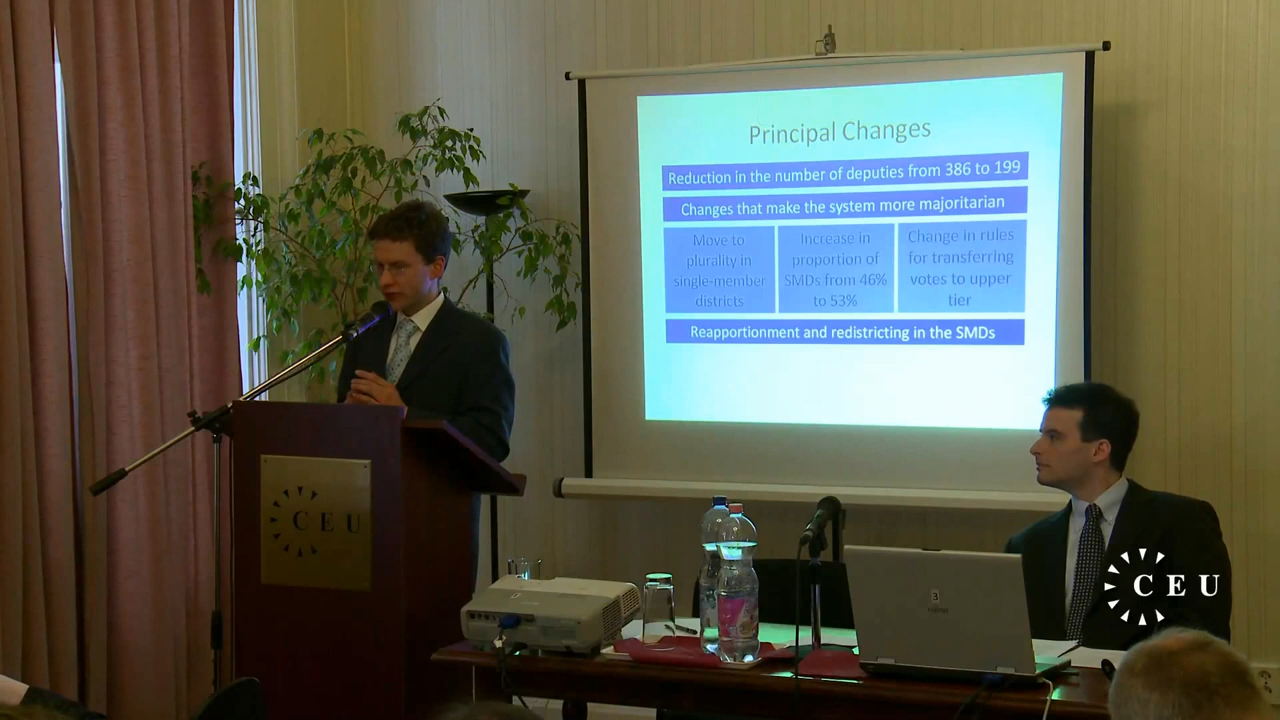 Principal Changes
Reduction in the number of deputies from 386 to 199
Changes that make the system more majoritarian
Move to
plurality in
single-member
districts
Increase in
proportion of
SMDs from 46%
to 53%
Change in rules
for transferring
votes to upper
tier
Reapportionment and redistricting in the SMDs
CEU
3
CEU